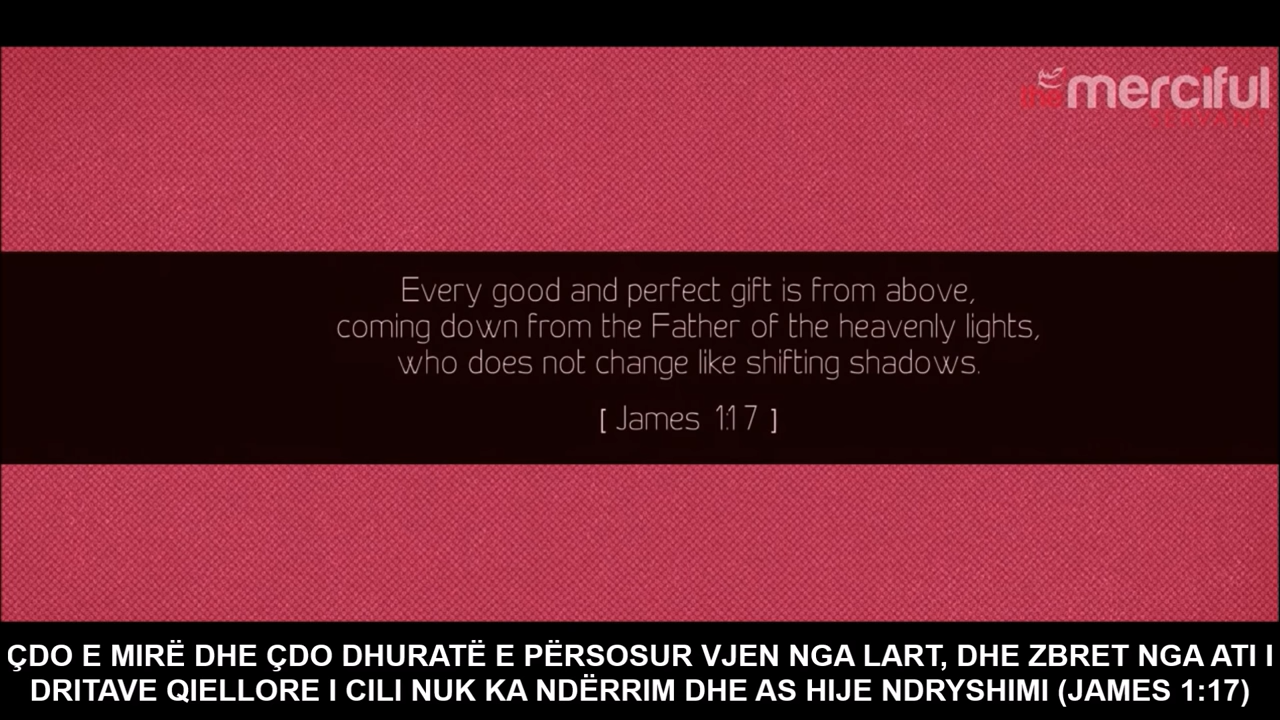 the merciful
SERVANT
Every good and perfect gift is from above,
coming down from the Father of the heavenly lights,
who does not change like shifting shadows.
[ James 1:17 ]
ÇDO E MIRË DHE ÇDO DHURATË E PËRSOSUR VJEN NGA LART, DHE ZBRET NGA ATI I
DRITAVE QIELLORE I CILI NUK KA NDËRRIM DHE AS HIJE NDRYSHIMI (JAMES 1:17)